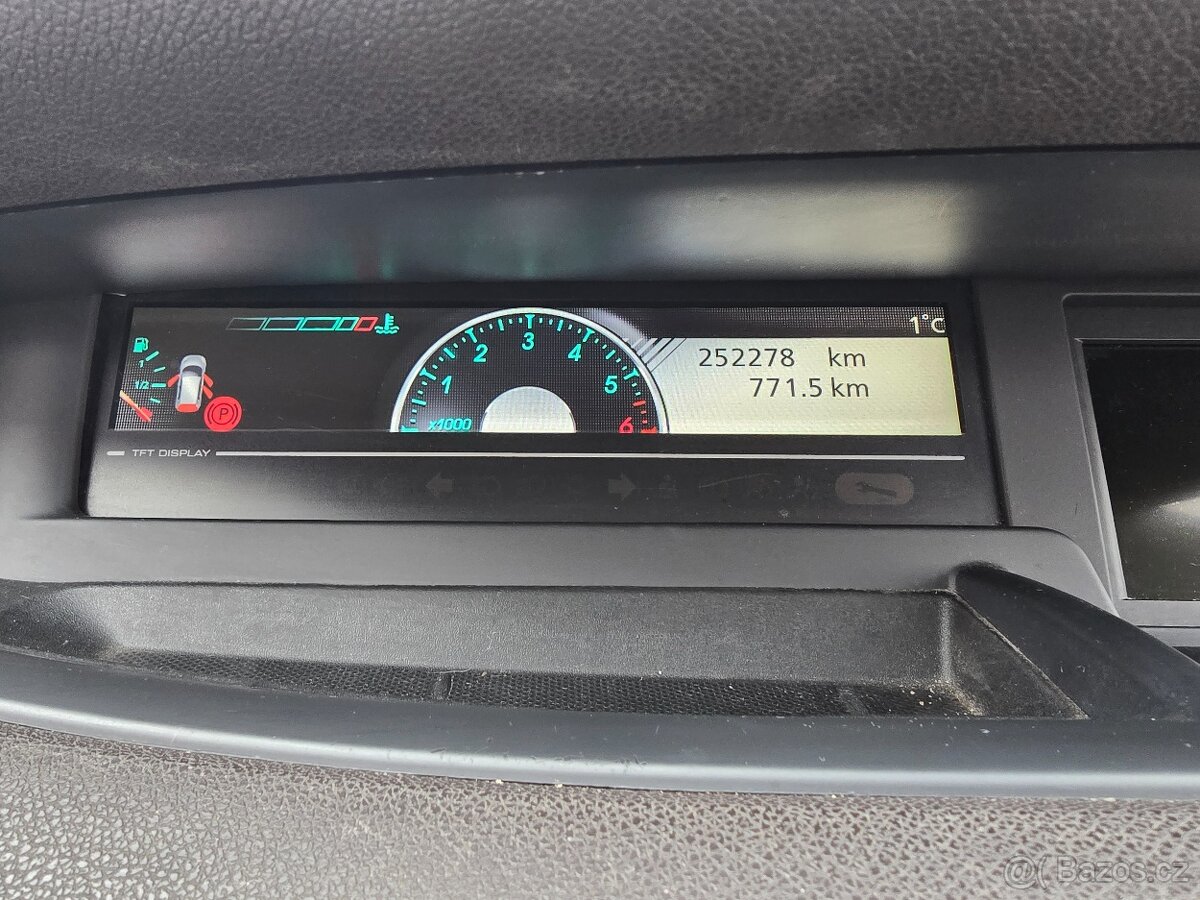 1°C
1
1/2
P
1
2
3
4
5
6
x1000
252278 km
771.5 km
TFT DISPLAY
@( Bazos.cz